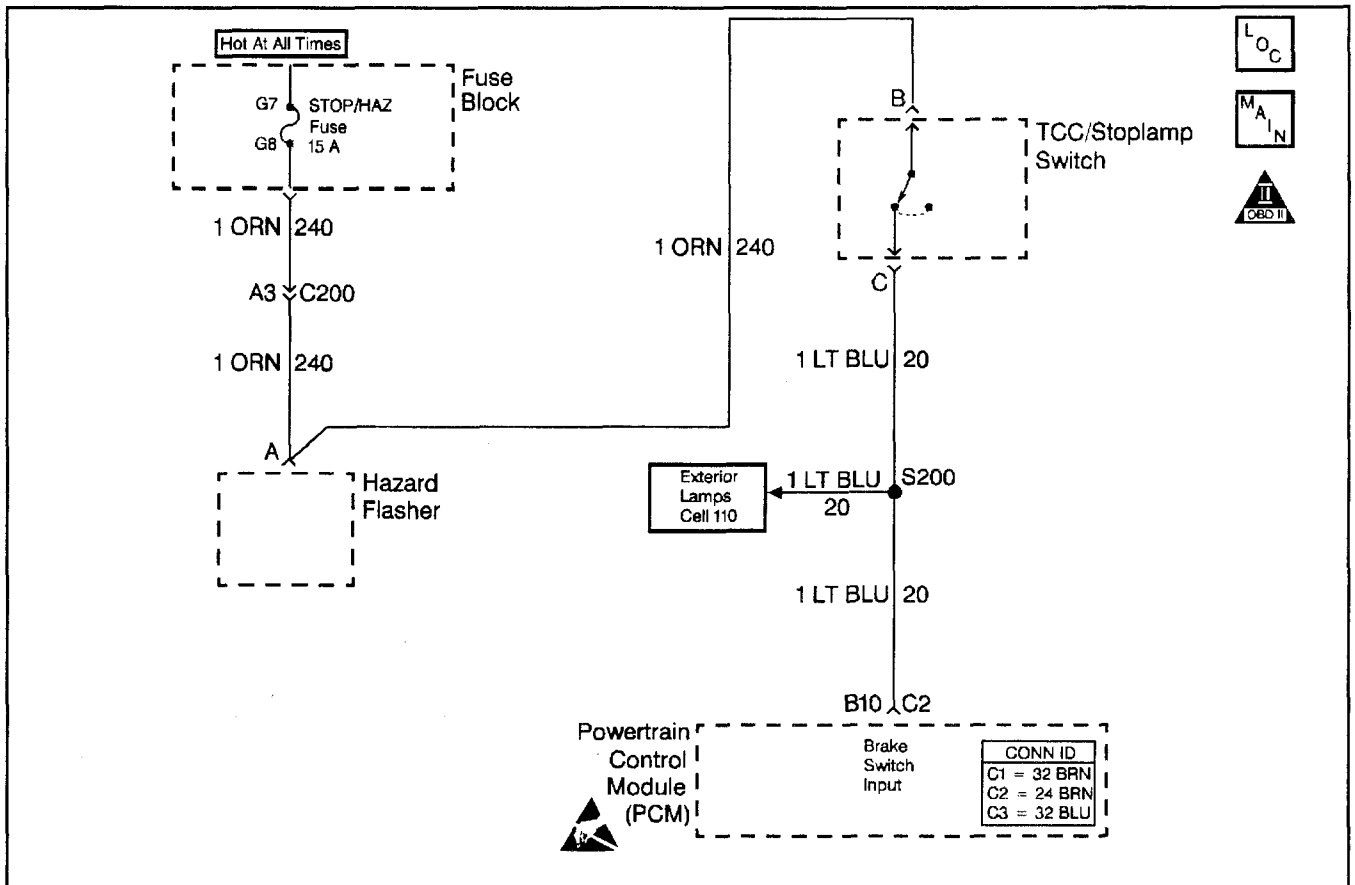 Hot At All Times
Fuse
Block
G7
STOP/HAZ
Fuse
15 A
G8
1 ORN 240
A3 C200
1 ORN 240
A
Hazard
Flasher
1 ORN 240
B
TCC/Stoplamp
Switch
C
1 LT BLU 20
S200
1 LT BLU
20
Exterior
Lamps
Cell 110
1 LT BLU 20
B10 C2
Powertrain
Control
Module
(PCM)
Brake
Switch
Input
CONN ID
C1 = 32 BRN
C2 = 24 BRN
C3 = 32 BLU
LOC
MAIN
II
OBD II